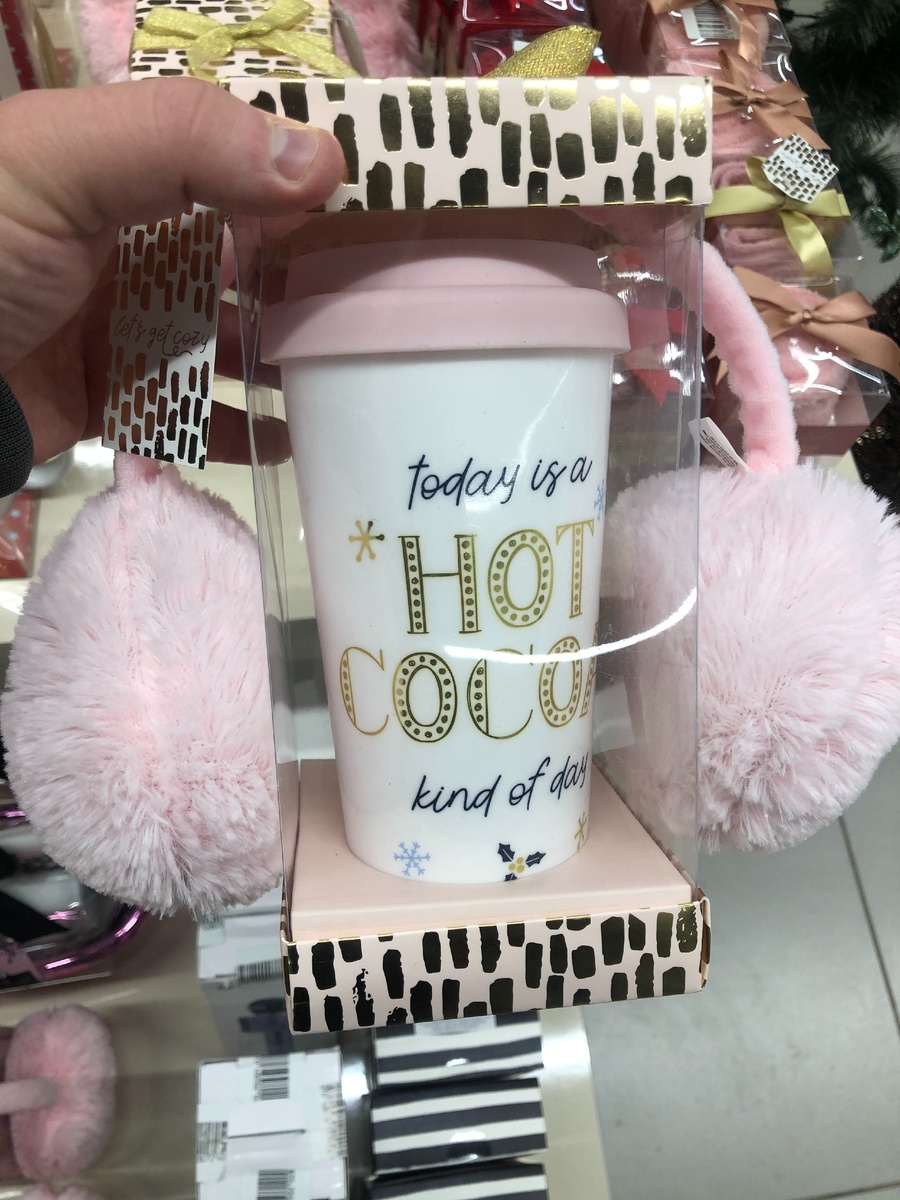 let's get cozy
today is a
HOT
COCOA
kind of day